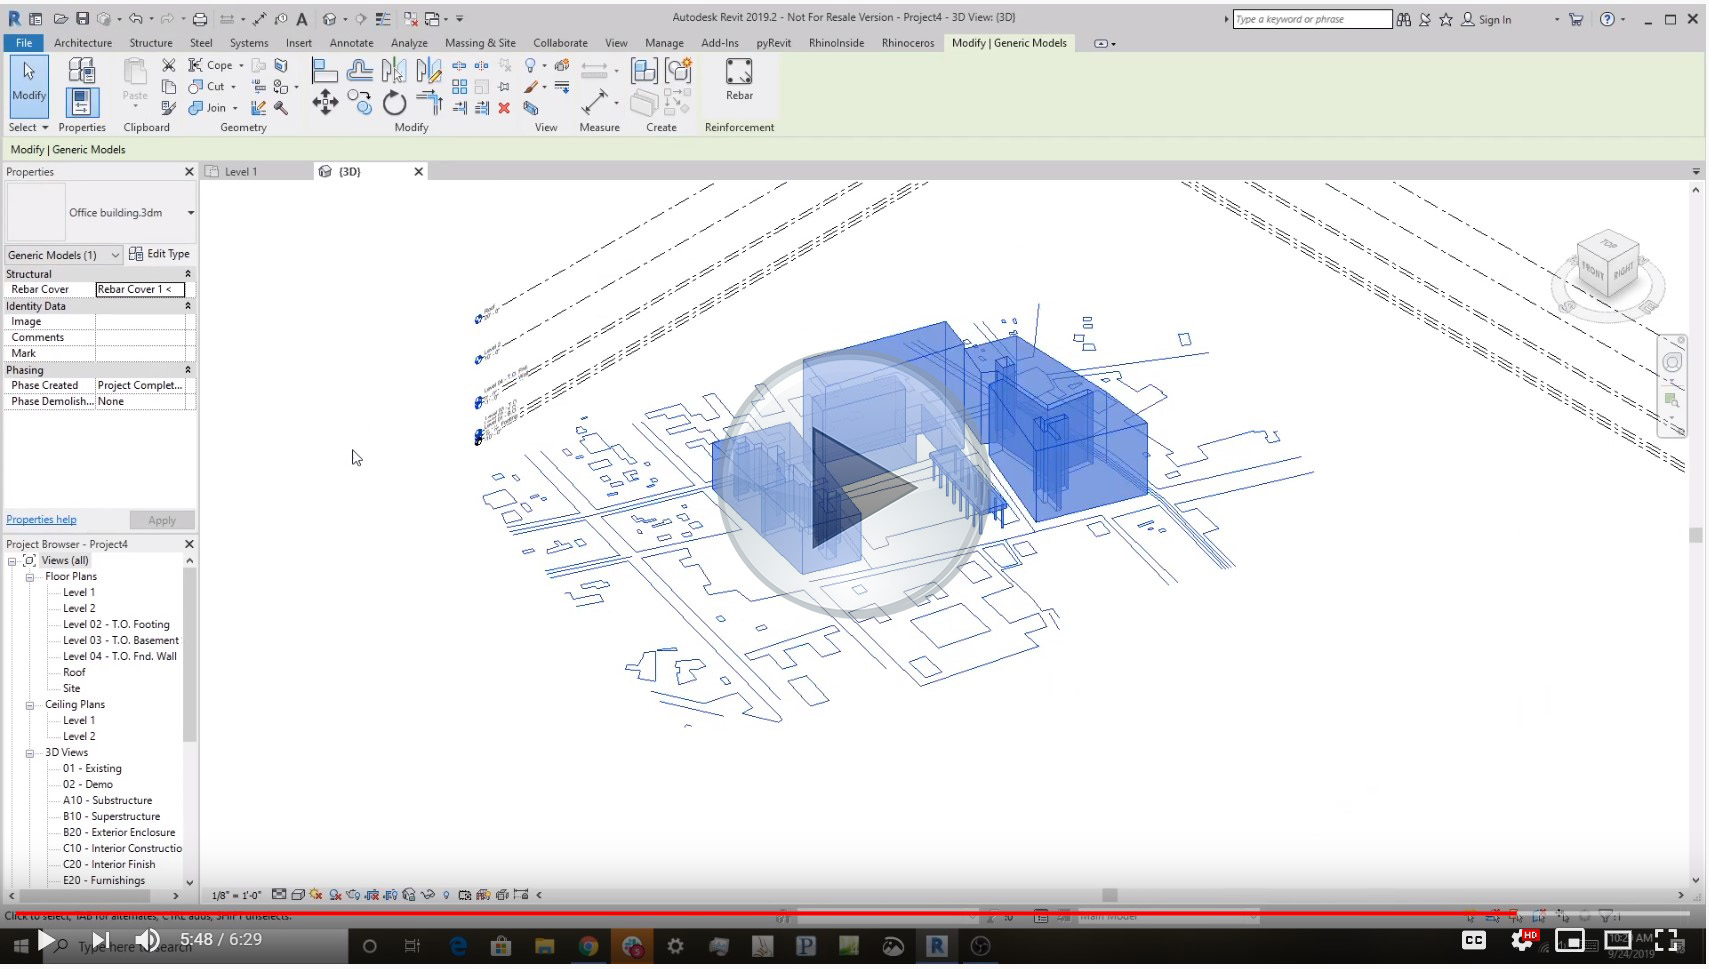 Autodesk Revit 2019.2 - Not For Resale Version - Project4 - 3D View: {3D}
Type a keyword or phrase
Sign In
File Architecture Structure Steel Systems Insert Annotate Analyze Massing & Site Collaborate View Manage Add-Ins pyRevit RhinoInside Rhinoceros Modify | Generic Models
Cope
Modify Paste Cut Rebar
Join
Select Properties Clipboard Geometry Modify View Measure Create Reinforcement
Modify | Generic Models
Properties
Level 1
{3D}
Office building.3dm
Generic Models (1) Edit Type
Structural
Rebar Cover Rebar Cover 1 <
Identity Data
Image
Comments
Mark
Phasing
Phase Created Project Complet...
Phase Demolish... None
Properties help Apply
TOP
FRONT RIGHT
Project Browser - Project4
Views (all)
Floor Plans
Level 1
Level 2
Level 02 - T.O. Footing
Level 03 - T.O. Basement
Level 04 - T.O. Fnd. Wall
Roof
Site
Ceiling Plans
Level 1
Level 2
3D Views
01 - Existing
02 - Demo
A10 - Substructure
B10 - Superstructure
B20 - Exterior Enclosure
C10 - Interior Constructio
C20 - Interior Finish
E20 - Furnishings
1/8" = 1'-0"
Click to select, TAB for alternates, CTRL adds, SHIFT unselects.
Main Model
5:48 / 6:29
Type here to search
CC
HD
9/24/2019